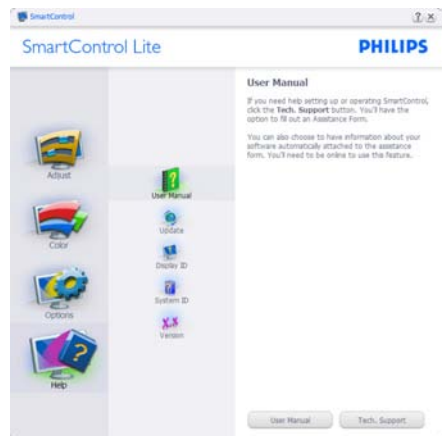 SmartControl
SmartControl Lite
PHILIPS
Adjust
Color
Options
Help
User Manual
Update
Display ID
System ID
Version
User Manual
If you need help setting up or operating SmartControl,
click the Tech. Support button. You'll have the
option to fill out an Assistance Form.
You can also choose to have information about your
software automatically attached to the assistance
form. You'll need to be online to use this feature.
User Manual
Tech. Support